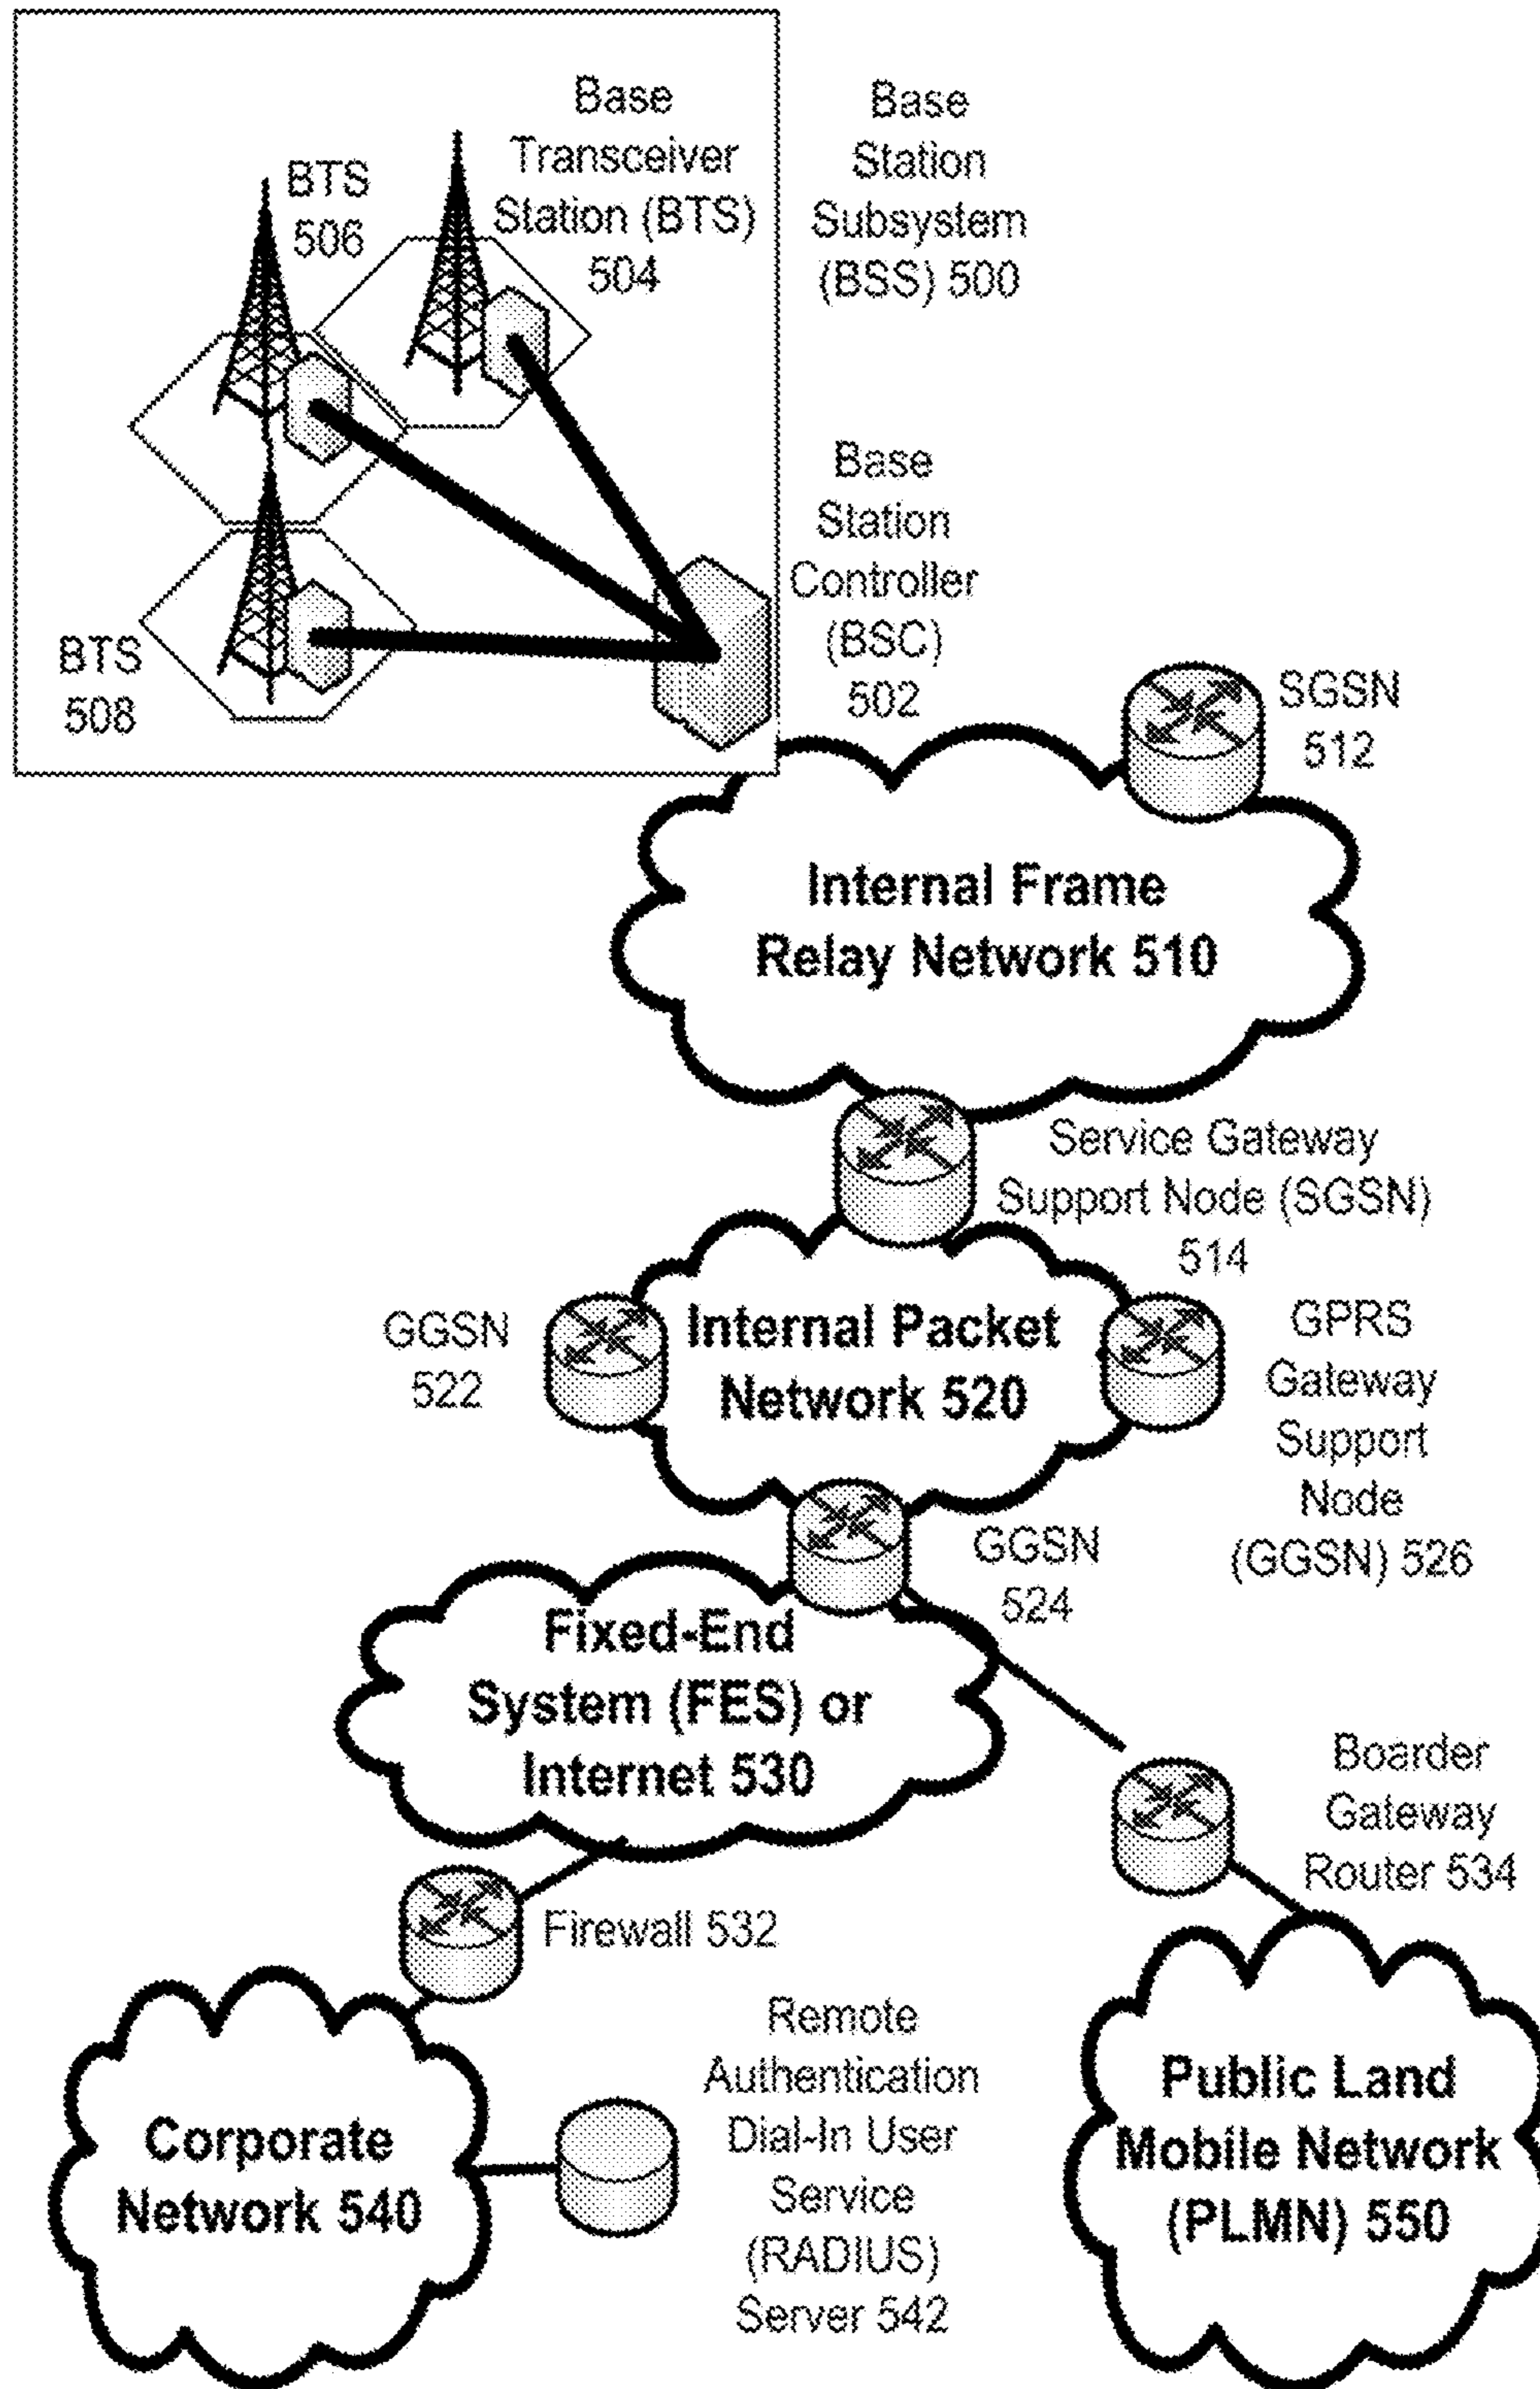 Base
Transceiver
Station (BTS)
504
BTS
506
Base
Station
Subsystem
(BSS) 500
Base
Station
Controller
(BSC)
502
BTS
508
SGSN
512
Internal Frame
Relay Network 510
Service Gateway
Support Node (SGSN)
514
GGSN
522
Internal Packet
Network 520
GPRS
Gateway
Support
Node
(GGSN) 526
GGSN
524
Fixed-End
System (FES) or
Internet 530
Boarder
Gateway
Router 534
Firewall 532
Remote
Authentication
Dial-In User
Service
(RADIUS)
Server 542
Corporate
Network 540
Public Land
Mobile Network
(PLMN) 550